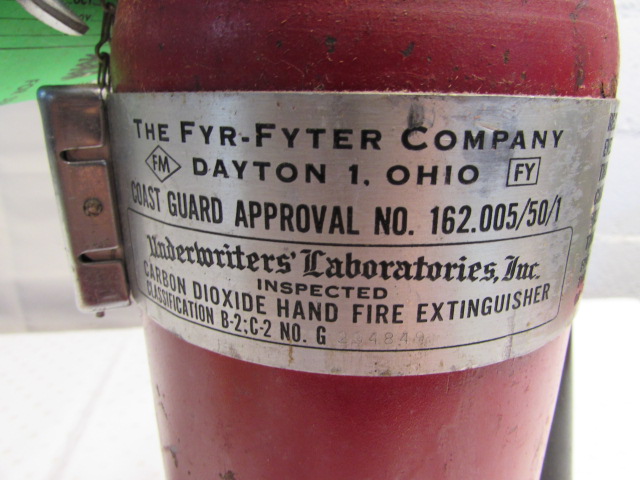 THE FYR-FYTER COMPANY
FM DAYTON 1, OHIO FY
COAST GUARD APPROVAL NO. 162.005/50/1
Underwriters' Laboratories, Inc.
INSPECTED
CARBON DIOXIDE HAND FIRE EXTINGUISHER
CLASSIFICATION B-2;C-2 NO. G